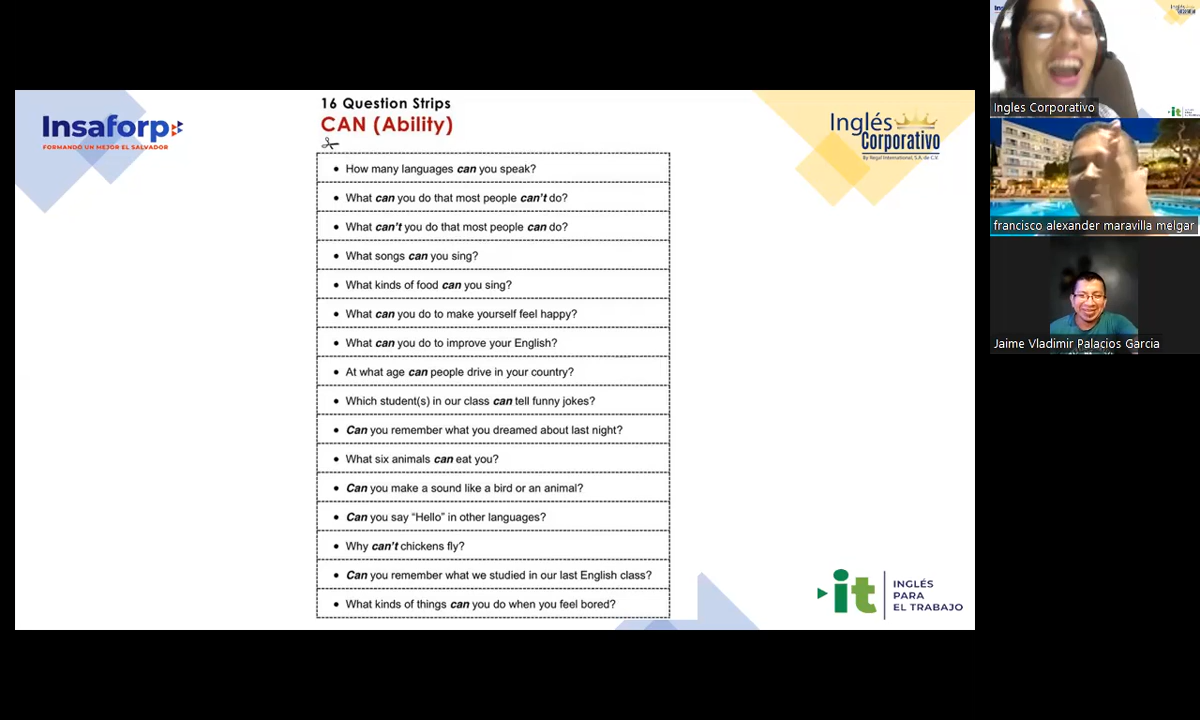 16 Question Strips
CAN (Ability)
Insaforp
FORMANDO UN MEJOR EL SALVADOR
Inglés
Corporativo
By Regal International, S.A. de C.V.
• How many languages can you speak?
• What can you do that most people can't do?
• What can't you do that most people can do?
• What songs can you sing?
• What kinds of food can you sing?
• What can you do to make yourself feel happy?
• What can you do to improve your English?
• At what age can people drive in your country?
• Which student(s) in our class can tell funny jokes?
• Can you remember what you dreamed about last night?
• What six animals can eat you?
• Can you make a sound like a bird or an animal?
• Can you say “Hello” in other languages?
• Why can't chickens fly?
• Can you remember what we studied in our last English class?
• What kinds of things can you do when you feel bored?
it
INGLÉS
PARA
EL TRABAJO
Ingles Corporativo
francisco alexander maravilla melgar
Jaime Vladimir Palacios Garcia